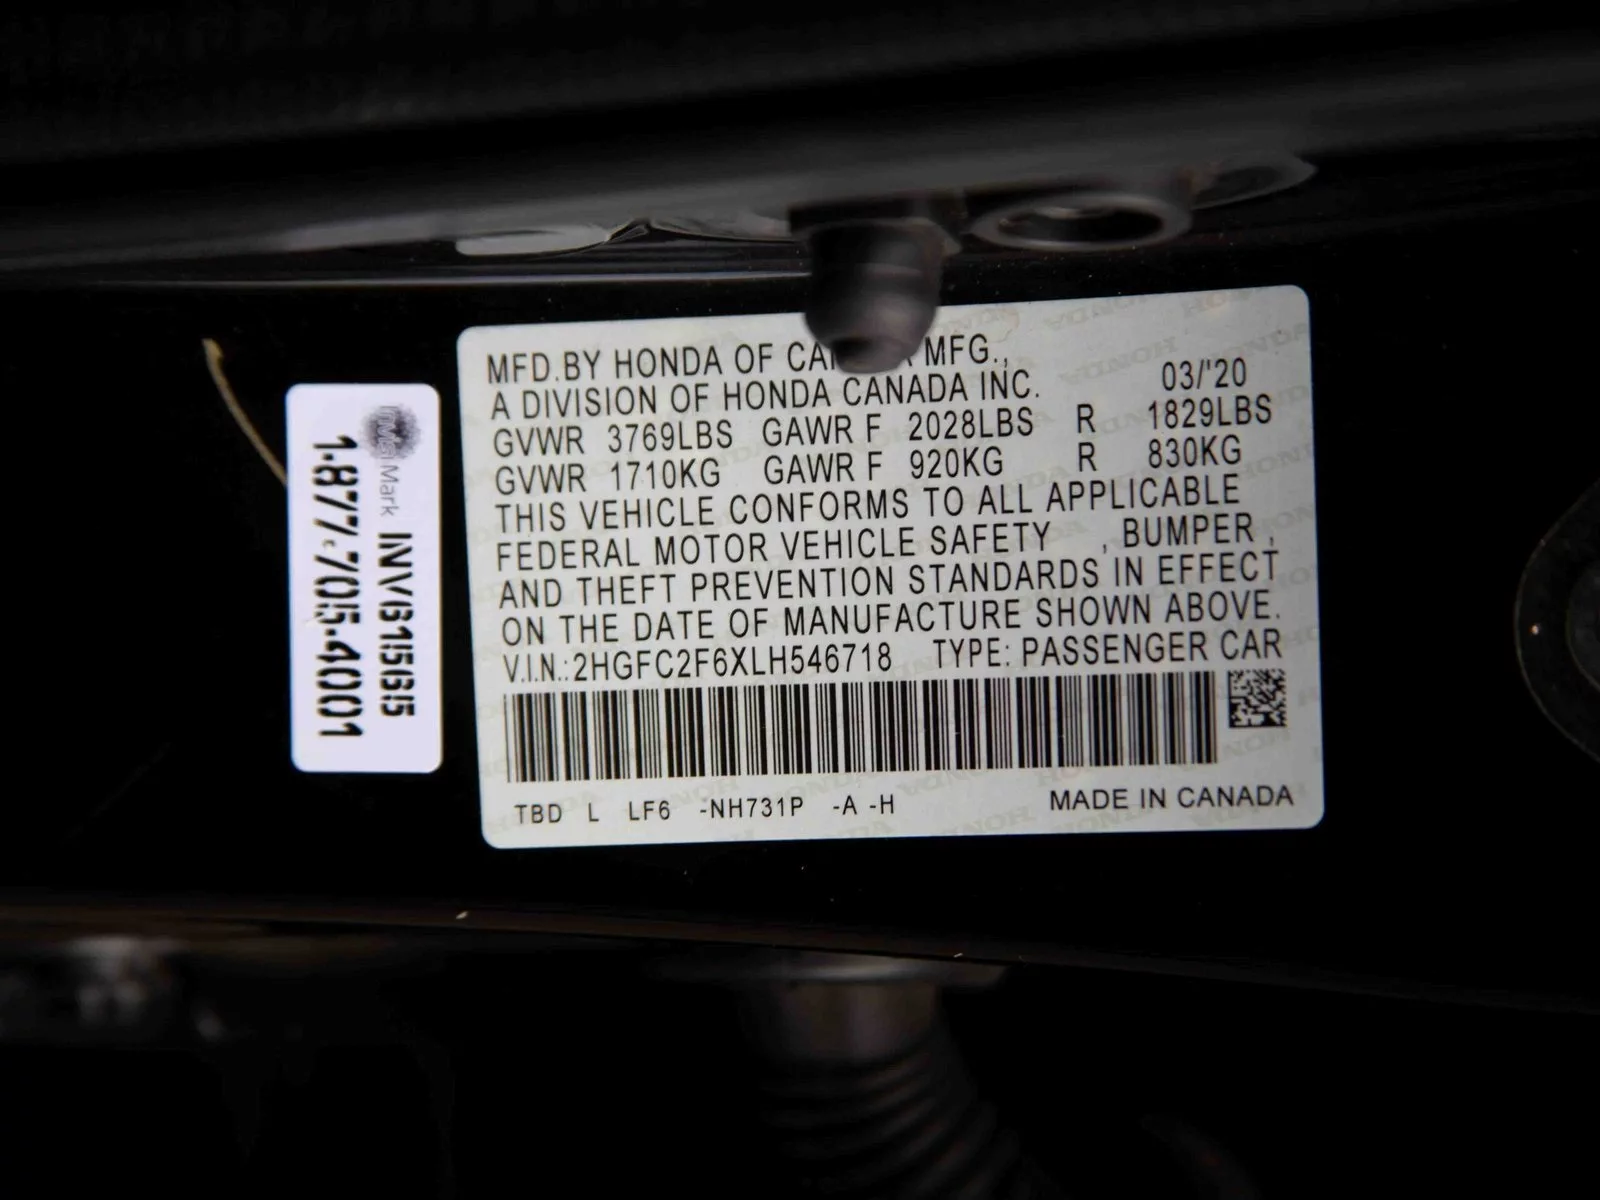 MFD.BY HONDA OF CA A MFG.,
A DIVISION OF HONDA CANADA INC. 03/'20
GVWR 3769LBS GAWR F 2028LBS R 1829LBS
GVWR 1710KG GAWR F 920KG R 830KG
THIS VEHICLE CONFORMS TO ALL APPLICABLE
FEDERAL MOTOR VEHICLE SAFETY , BUMPER ,
AND THEFT PREVENTION STANDARDS IN EFFECT
ON THE DATE OF MANUFACTURE SHOWN ABOVE.
V.I.N.:2HGFC2F6XLH546718 TYPE: PASSENGER CAR
TBD L LF6 -NH731P -A -H MADE IN CANADA
Mark
1-877-705-4001